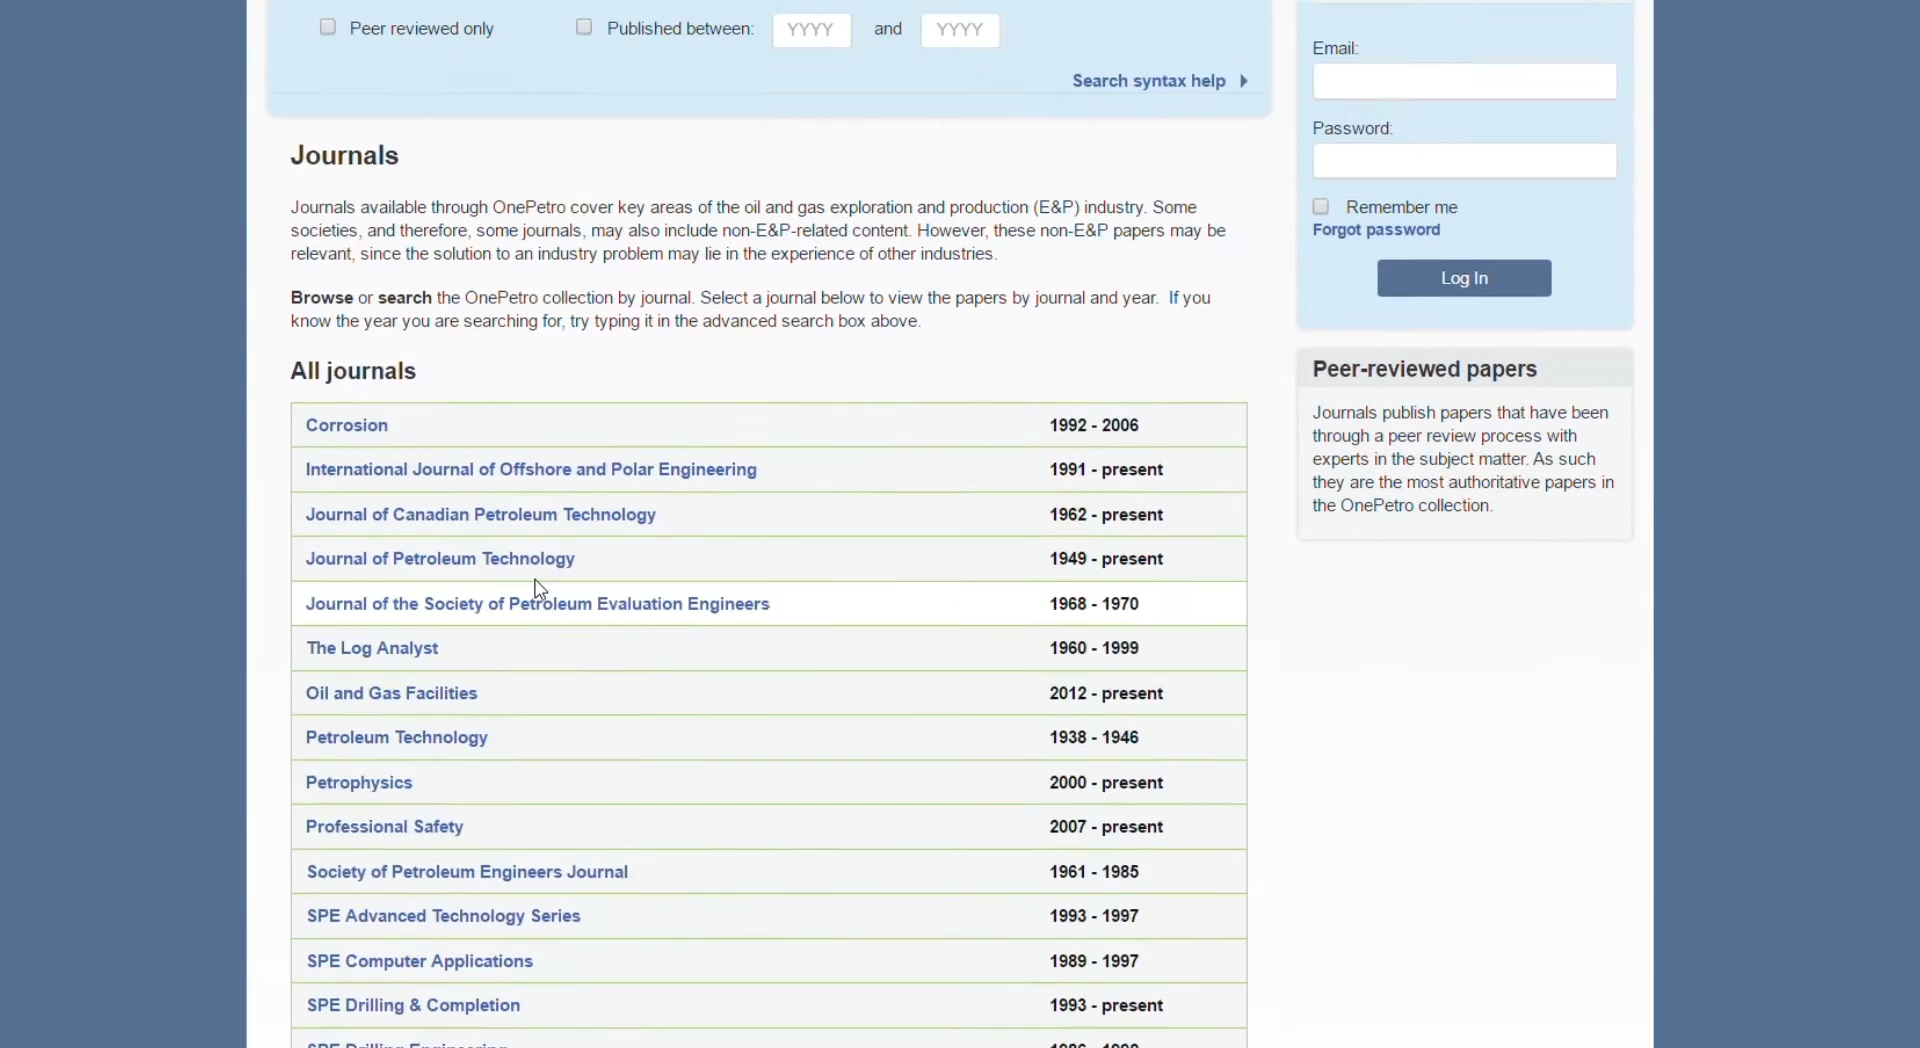 Peer reviewed only Published between: YYYY and YYYY
Search syntax help
Journals
Journals available through OnePetro cover key areas of the oil and gas exploration and production (E&P) industry. Some
societies, and therefore, some journals, may also include non-E&P-related content. However, these non-E&P papers may be
relevant, since the solution to an industry problem may lie in the experience of other industries.
Browse or search the OnePetro collection by journal. Select a journal below to view the papers by journal and year. If you
know the year you are searching for, try typing it in the advanced search box above.
All journals
Corrosion 1992 - 2006
International Journal of Offshore and Polar Engineering 1991 - present
Journal of Canadian Petroleum Technology 1962 - present
Journal of Petroleum Technology 1949 - present
Journal of the Society of Petroleum Evaluation Engineers 1968 - 1970
The Log Analyst 1960 - 1999
Oil and Gas Facilities 2012 - present
Petroleum Technology 1938 - 1946
Petrophysics 2000 - present
Professional Safety 2007 - present
Society of Petroleum Engineers Journal 1961 - 1985
SPE Advanced Technology Series 1993 - 1997
SPE Computer Applications 1989 - 1997
SPE Drilling & Completion 1993 - present
SPE Drilling Engineering
Email:
Password:
Remember me
Forgot password
Log In
Peer-reviewed papers
Journals publish papers that have been
through a peer review process with
experts in the subject matter. As such
they are the most authoritative papers in
the OnePetro collection.